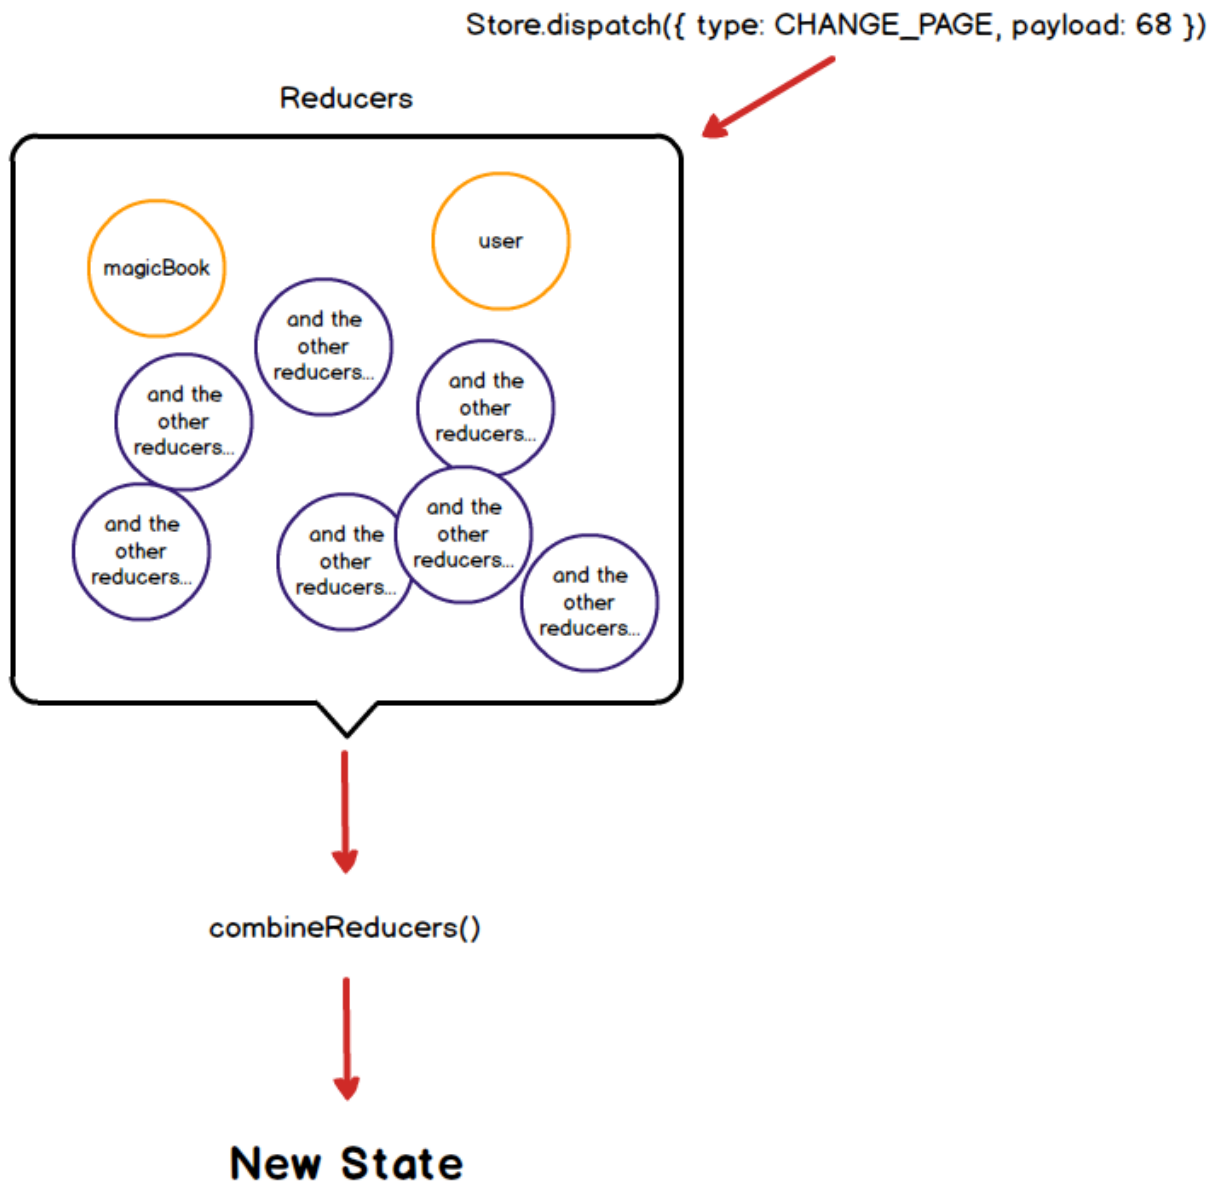 Store.dispatch({ type: CHANGE_PAGE, payload: 68 })
Reducers
magicBook
user
and the
other
reducers...
and the
other
reducers...
and the
other
reducers...
and the
other
reducers...
and the
other
reducers...
and the
other
reducers...
and the
other
reducers...
combineReducers()
New State